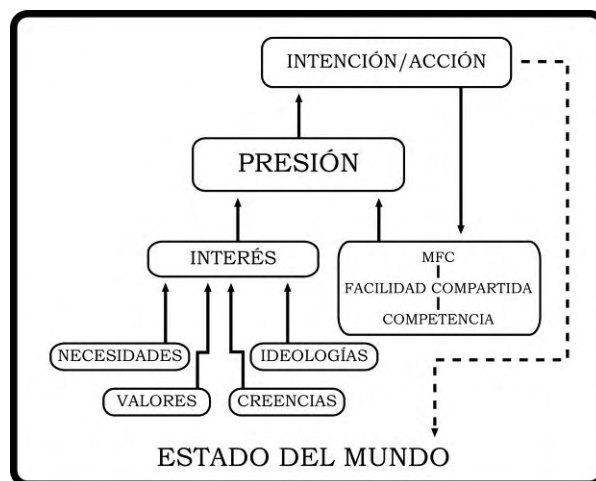 INTENCIÓN/ACCIÓN
PRESIÓN
INTERÉS
MFC
FACILIDAD COMPARTIDA
COMPETENCIA
NECESIDADES
IDEOLOGÍAS
VALORES
CREENCIAS
ESTADO DEL MUNDO